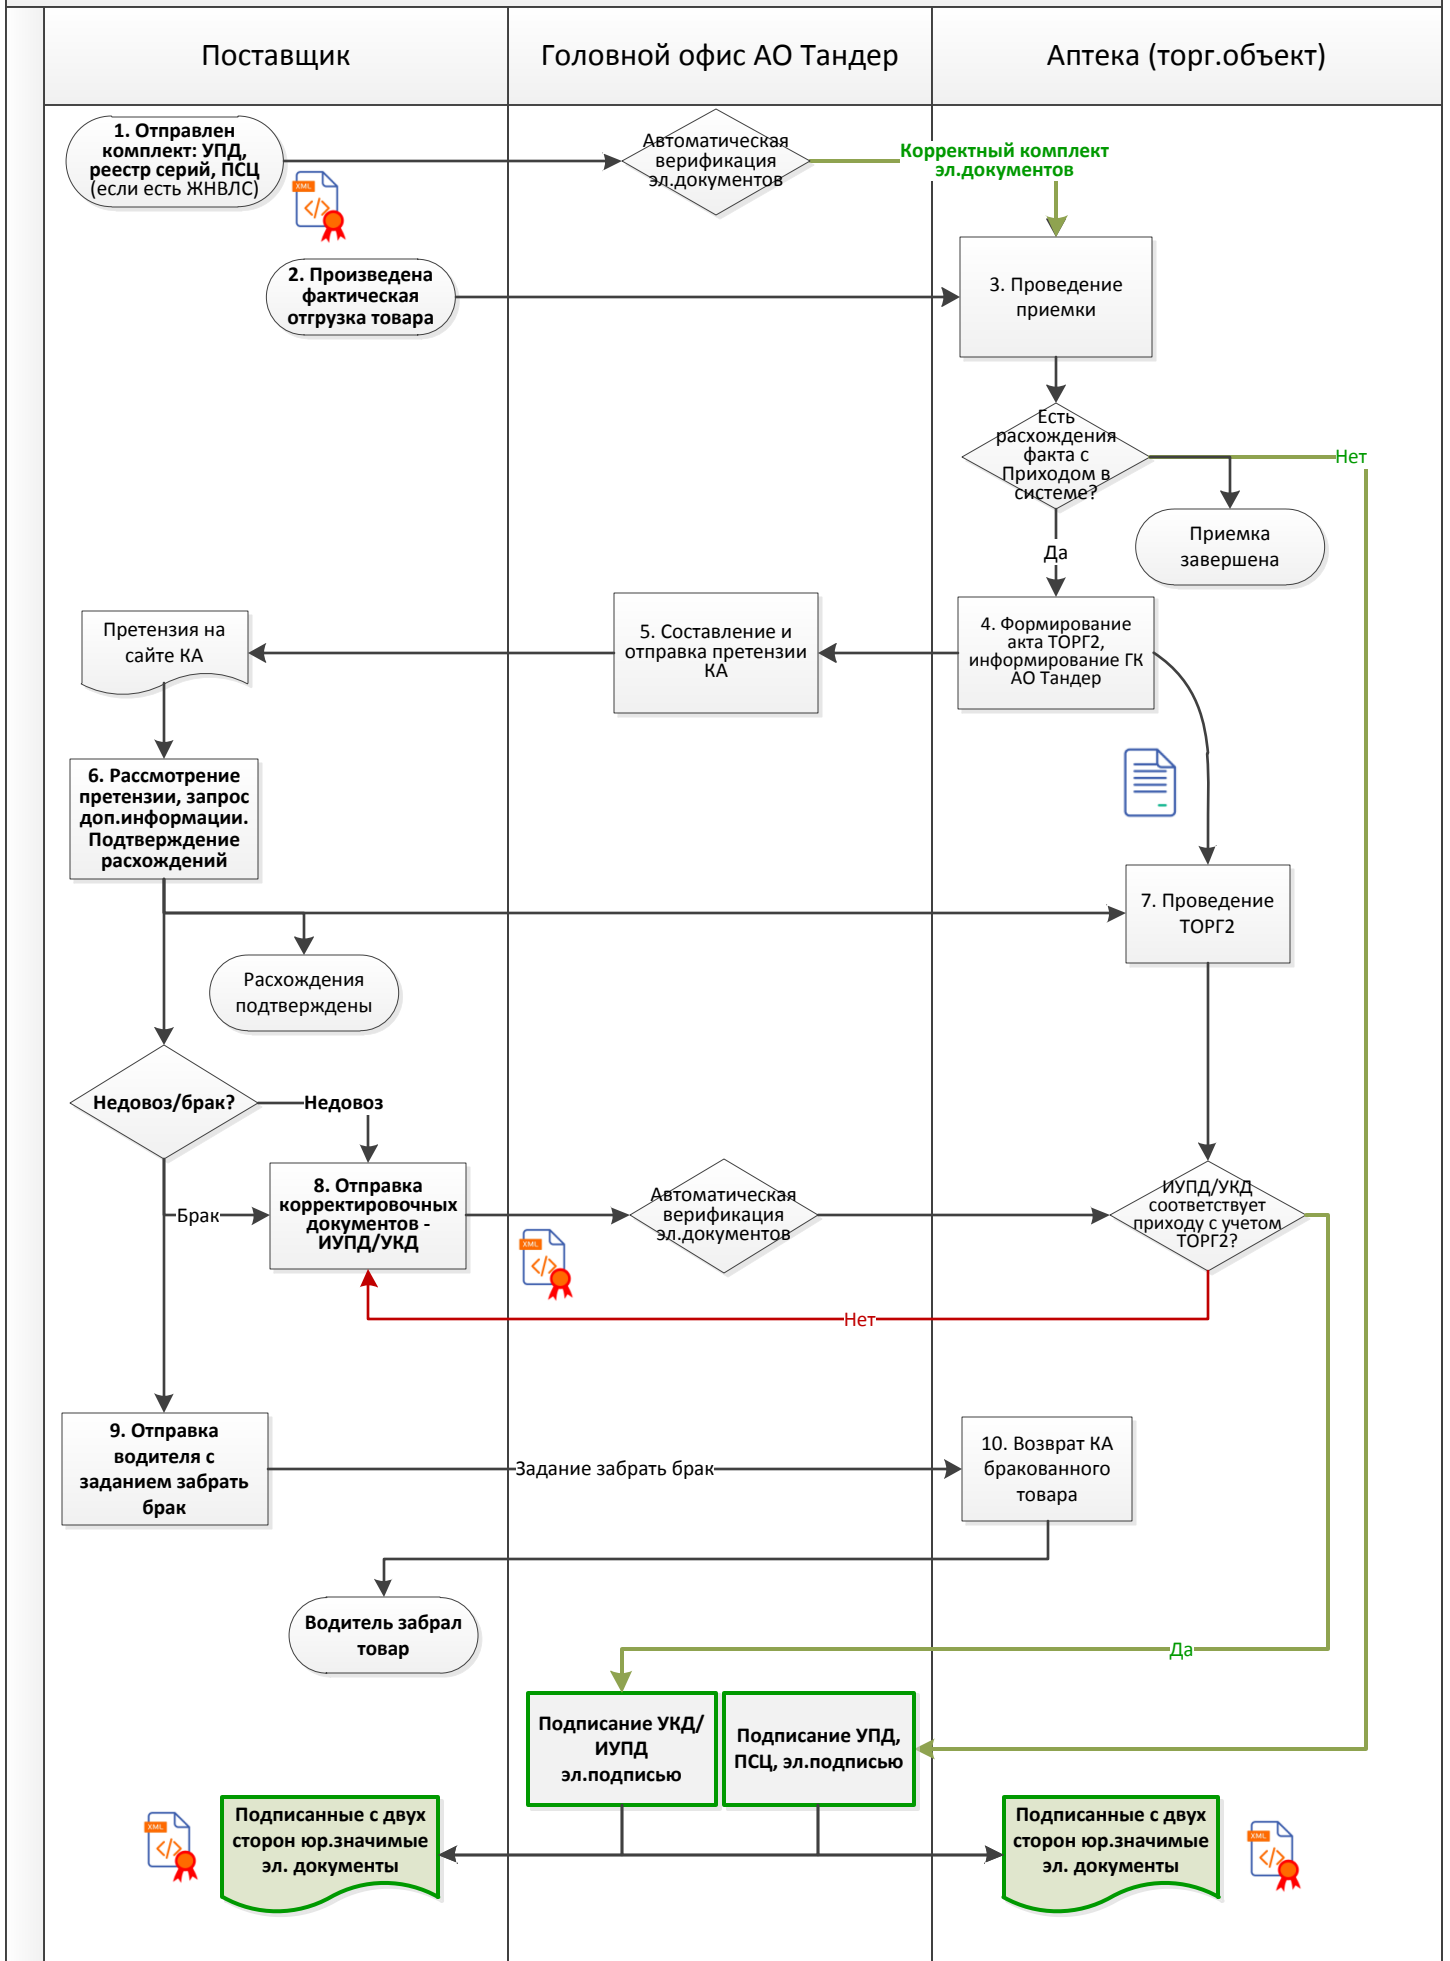 Поставщик
Головной офис АО Тандер
Аптека (торг.объект)
1. Отправлен
комплект: УПД,
реестр серий, ПСЦ
(если есть ЖНВЛС)
XML
Автоматическая
верификация
эл.документов
Корректный комплект
эл.документов
2. Произведена
фактическая
отгрузка товара
3. Проведение
приемки
Есть
расхождения
факта с
Приходом в
системе?
Нет
Приемка
завершена
Да
Претензия на
сайте КА
5. Составление и
отправка претензии
КА
4. Формирование
акта ТОРГ2,
информирование ГК
АО Тандер
6. Рассмотрение
претензии, запрос
доп.информации.
Подтверждение
расхождений
7. Проведение
ТОРГ2
Расхождения
подтверждены
Недовоз/брак?
Недовоз
Брак
8. Отправка
корректировочных
документов -
ИУПД/УКД
XML
Автоматическая
верификация
эл.документов
ИУПД/УКД
соответствует
приходу с учетом
ТОРГ2?
Нет
9. Отправка
водителя с
заданием забрать
брак
Задание забрать брак
10. Возврат КА
бракованного
товара
Водитель забрал
товар
Да
Подписание УКД/
ИУПД
эл.подписью
Подписание УПД,
ПСЦ, эл.подписью
XML
Подписанные с двух
сторон юр.значимые
эл. документы
Подписанные с двух
сторон юр.значимые
эл. документы
XML